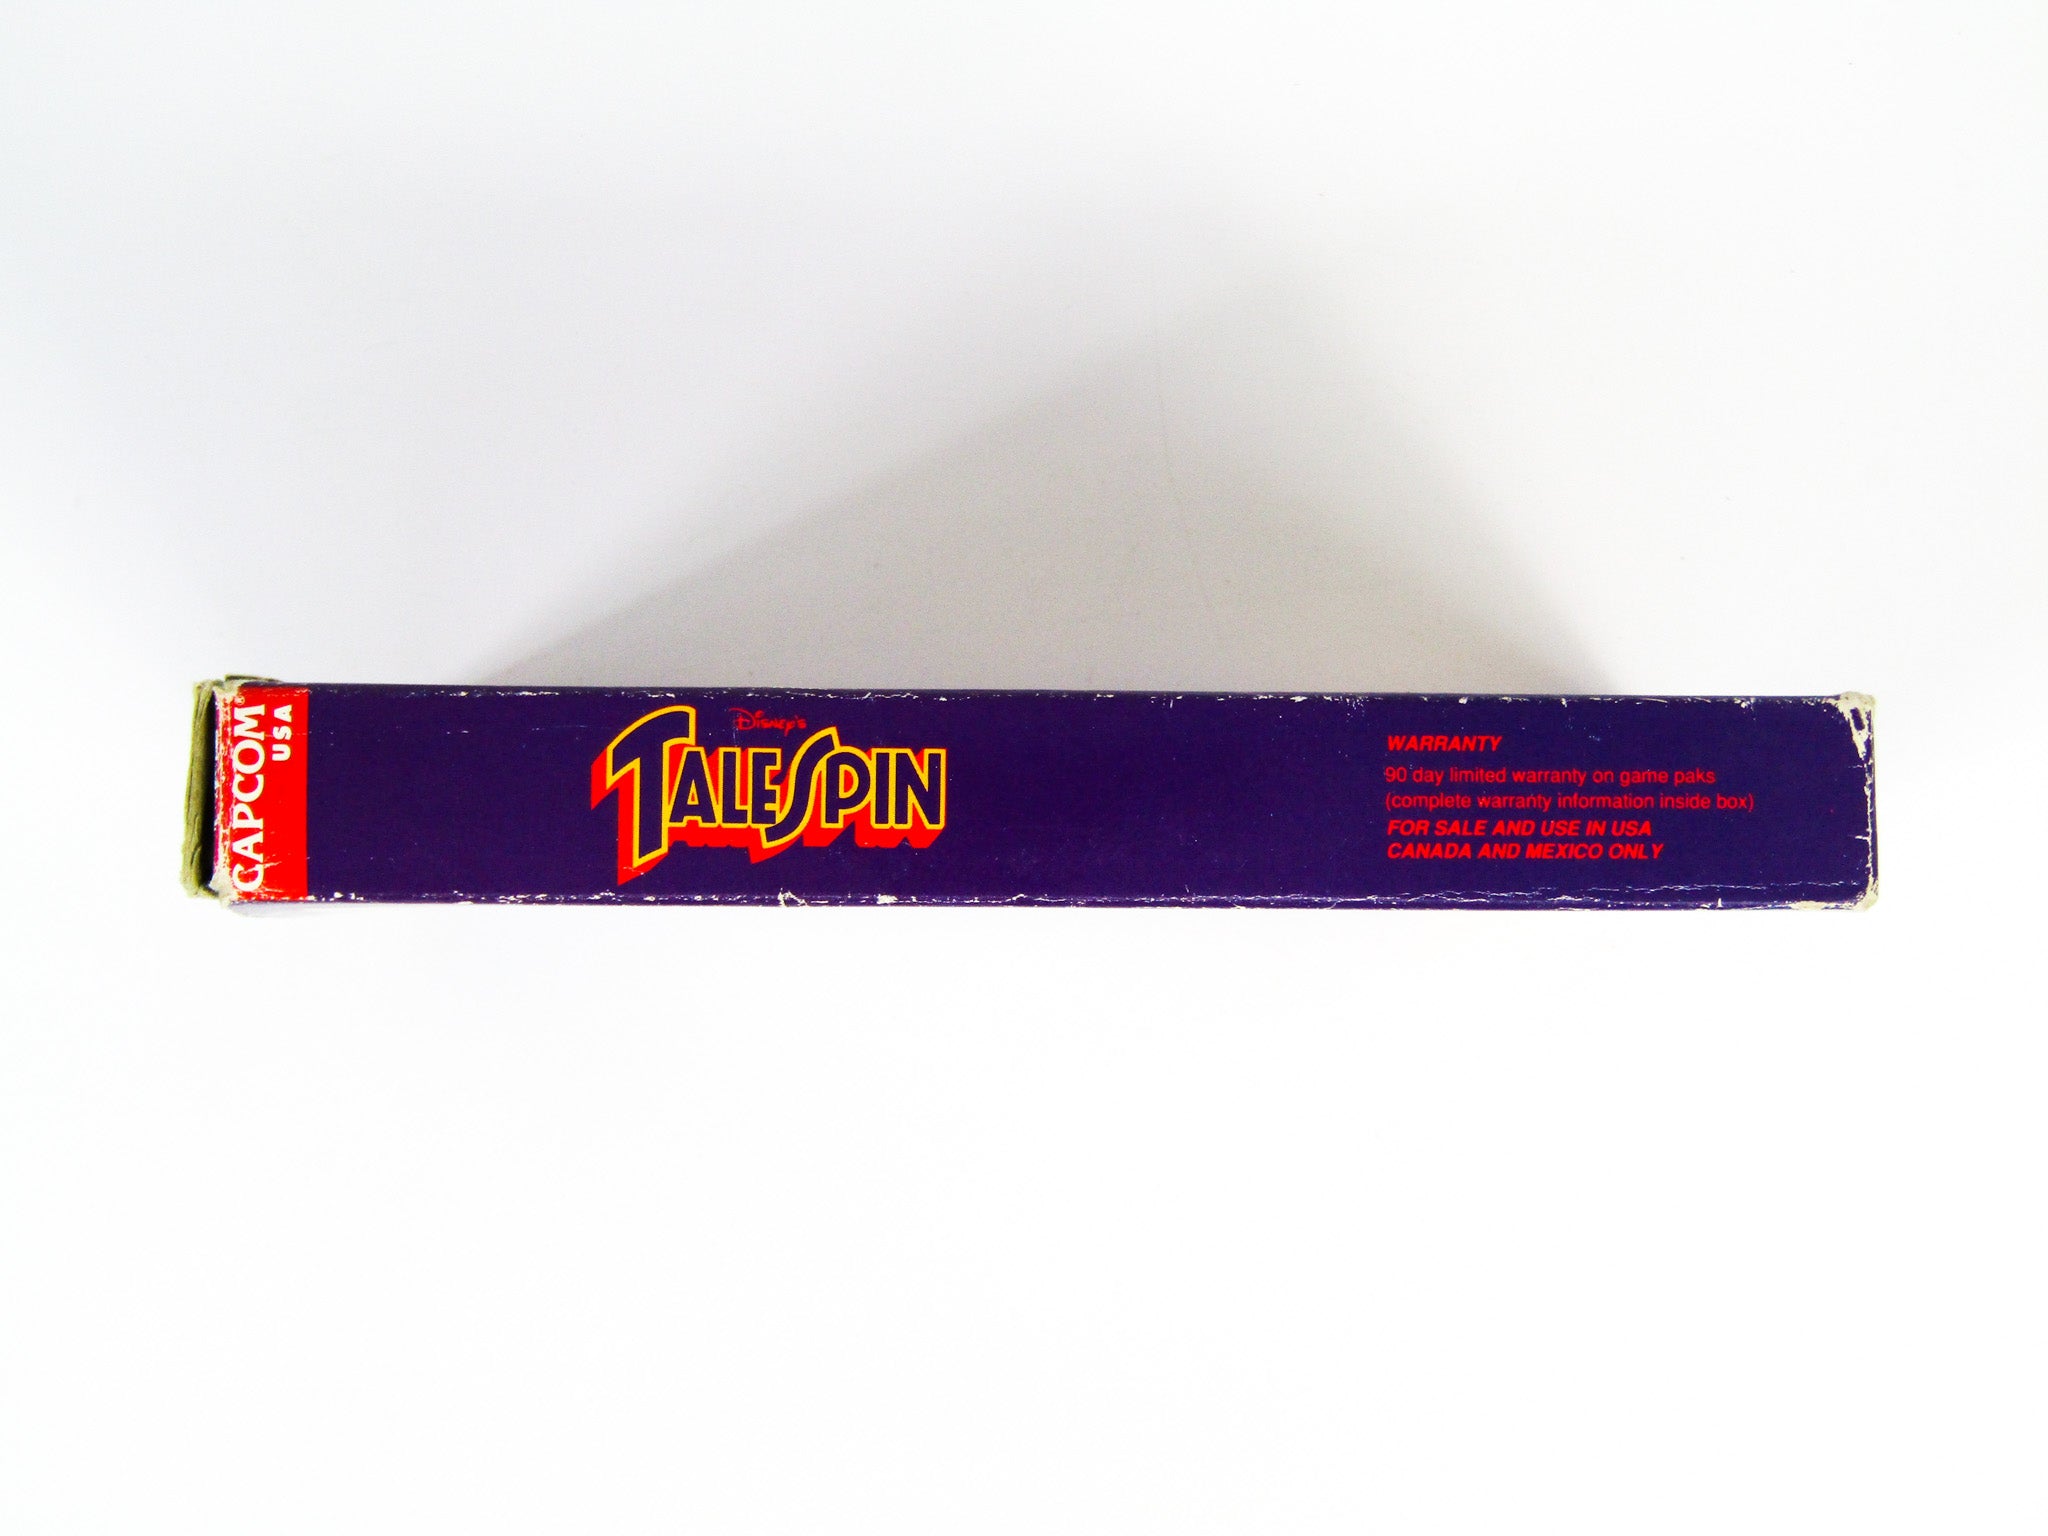 CAPCOM®
USA
Disney's
TALESPIN
WARRANTY
90 day limited warranty on game paks
(complete warranty information inside box)
FOR SALE AND USE IN USA
CANADA AND MEXICO ONLY